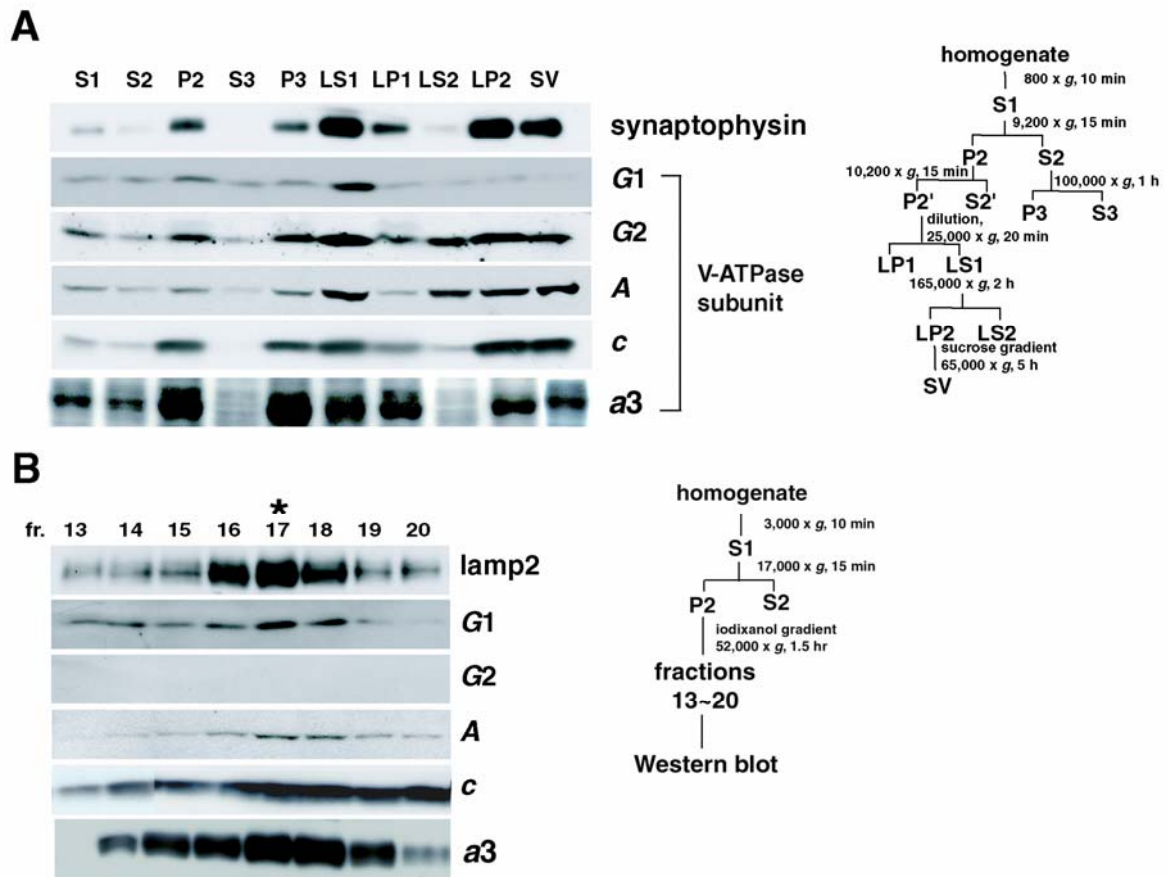 A
S1 S2 P2 S3 P3 LS1 LP1 LS2 LP2 SV
synaptophysin
G1
G2
A
c
a3
V-ATPase
subunit
homogenate
800 x g, 10 min
S1
9,200 x g, 15 min
P2 S2
10,200 x g, 15 min
100,000 x g, 1 h
P2' S2' P3 S3
dilution,
25,000 x g, 20 min
LP1 LS1
165,000 x g, 2 h
LP2 LS2
sucrose gradient
65,000 x g, 5 h
SV
B
*
fr. 13 14 15 16 17 18 19 20
lamp2
G1
G2
A
c
a3
homogenate
3,000 x g, 10 min
S1
17,000 x g, 15 min
P2 S2
iodixanol gradient
52,000 x g, 1.5 hr
fractions
13~20
Western blot